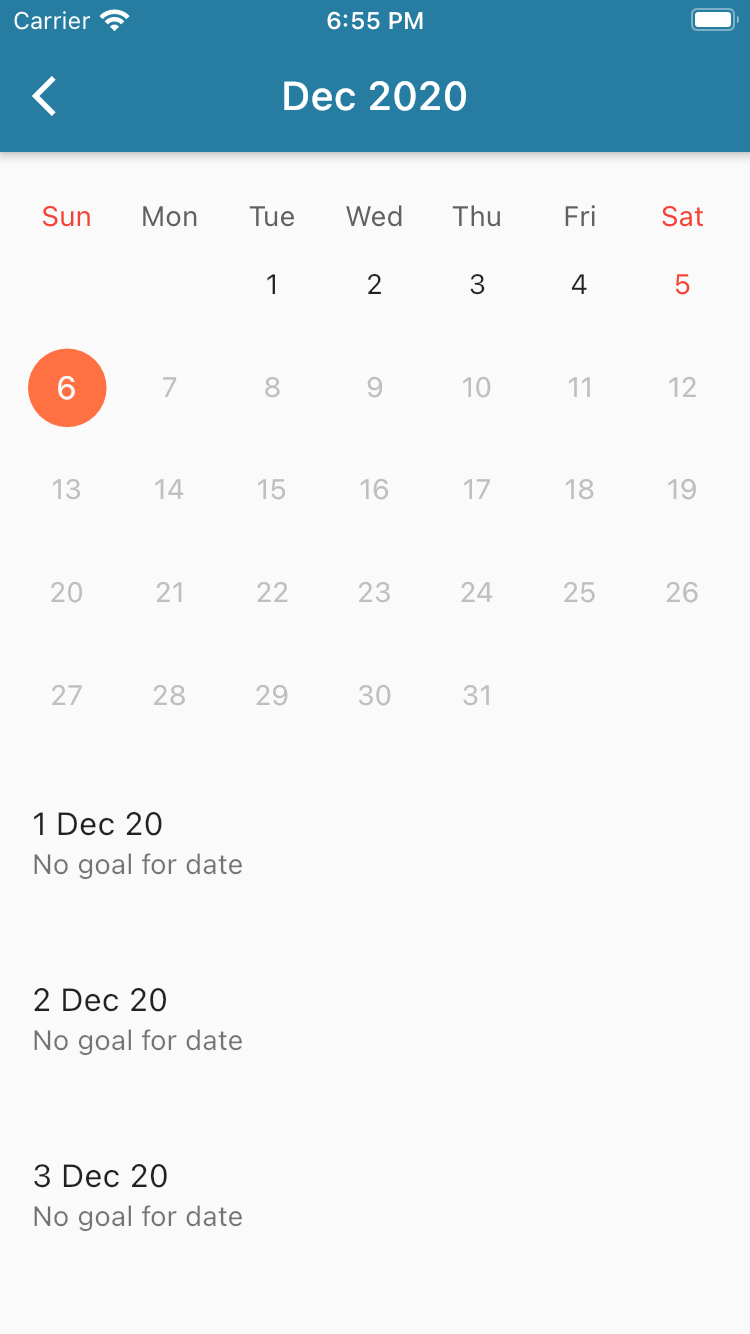 Carrier 6:55 PM
Dec 2020
Sun Mon Tue Wed Thu Fri Sat
1 2 3 4 5
6 7 8 9 10 11 12
13 14 15 16 17 18 19
20 21 22 23 24 25 26
27 28 29 30 31
1 Dec 20
No goal for date
2 Dec 20
No goal for date
3 Dec 20
No goal for date